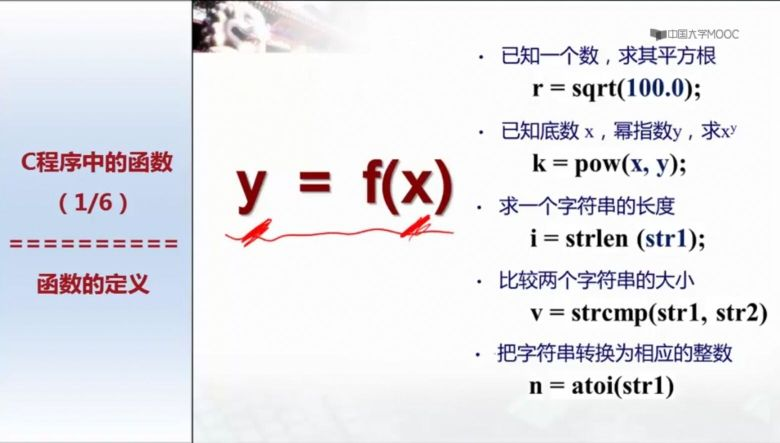 中国大学MOOC
C程序中的函数
（1/6）
==========
函数的定义
y = f(x)
· 已知一个数，求其平方根
r = sqrt(100.0);
· 已知底数 x，幂指数y，求xʸ
k = pow(x, y);
· 求一个字符串的长度
i = strlen (str1);
· 比较两个字符串的大小
v = strcmp(str1, str2)
· 把字符串转换为相应的整数
n = atoi(str1)